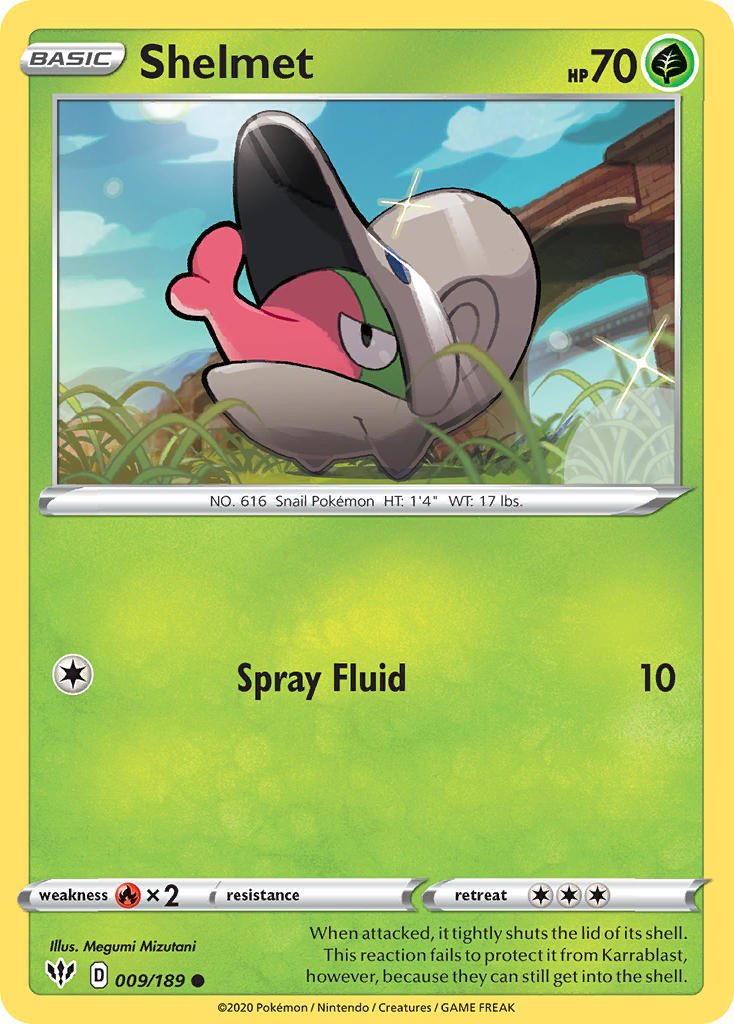 BASIC Shelmet HP 70
NO. 616 Snail Pokémon HT: 1'4" WT: 17 lbs.
Spray Fluid 10
weakness ×2 resistance retreat
Illus. Megumi Mizutani
When attacked, it tightly shuts the lid of its shell.
This reaction fails to protect it from Karrablast,
however, because they can still get into the shell.
D 009/189
©2020 Pokémon / Nintendo / Creatures / GAME FREAK